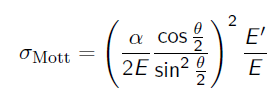 σ_Mott = ( α/2E · cos θ/2 / sin² θ/2 )² E′/E